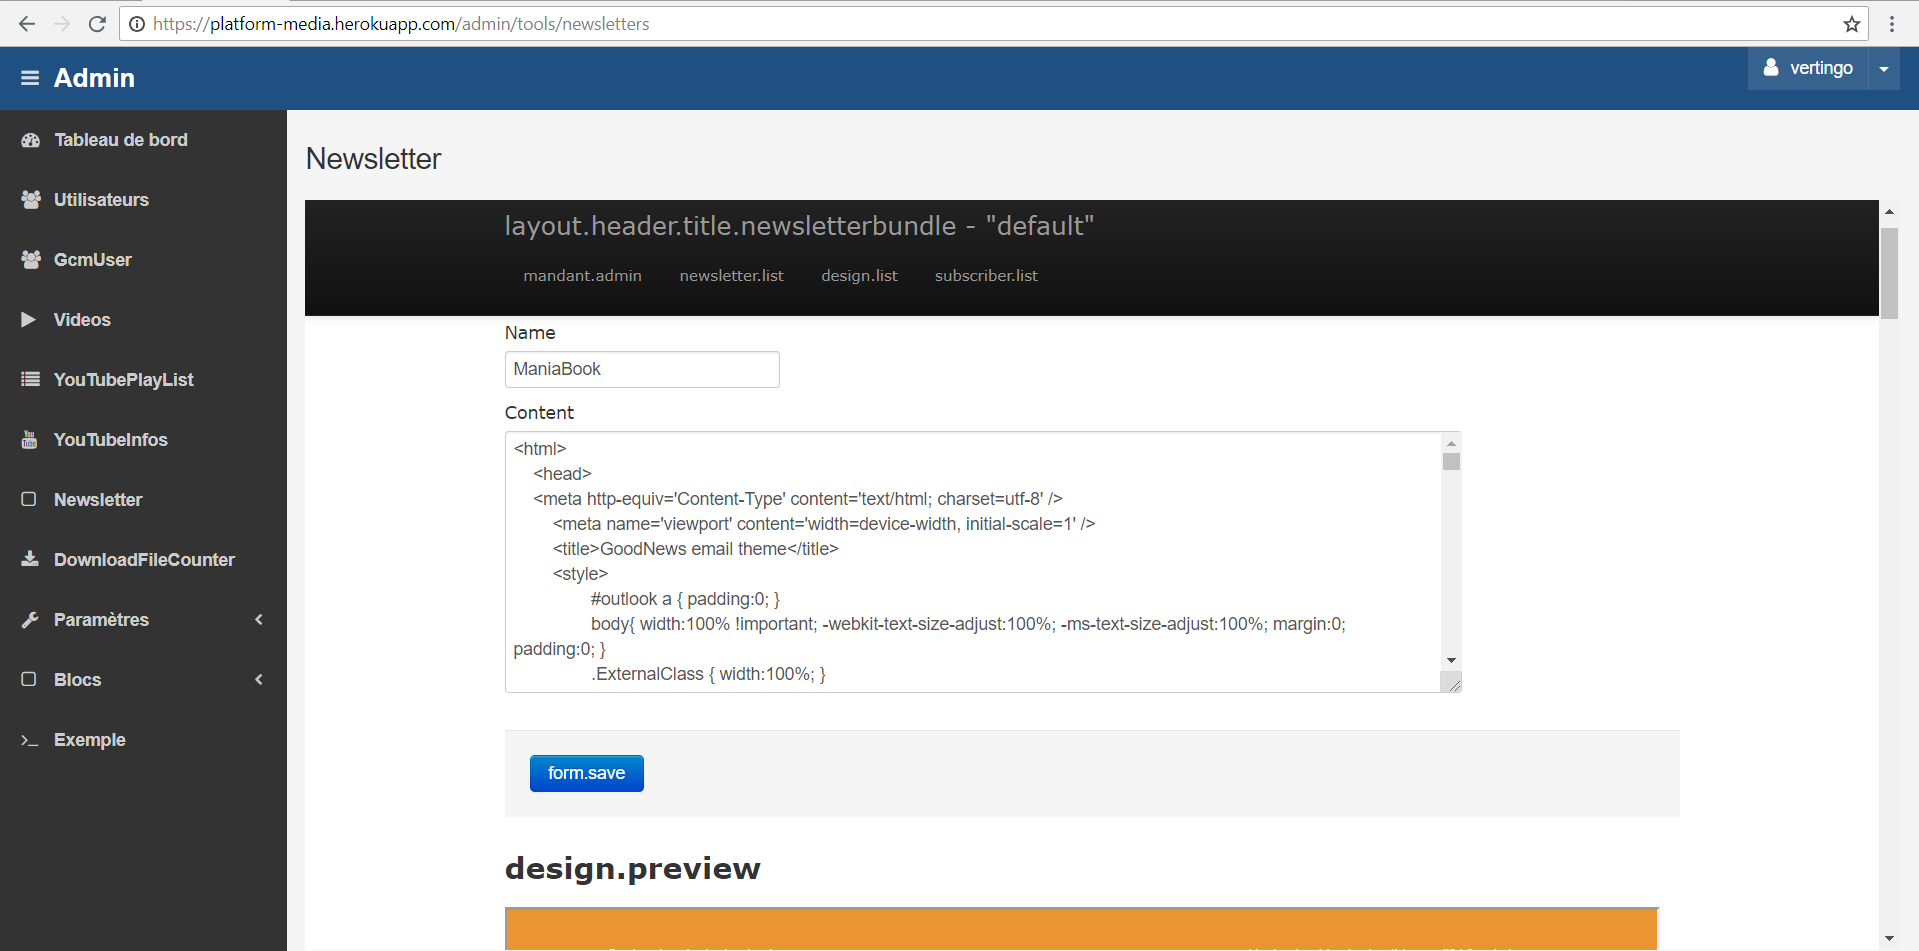 https://platform-media.herokuapp.com/admin/tools/newsletters
Admin
vertingo
Tableau de bord
Utilisateurs
GcmUser
Videos
YouTubePlayList
YouTubeInfos
Newsletter
DownloadFileCounter
Paramètres
Blocs
Exemple
Newsletter
layout.header.title.newsletterbundle - "default"
mandant.admin newsletter.list design.list subscriber.list
Name
ManiaBook
Content
<html>
<head>
<meta http-equiv='Content-Type' content='text/html; charset=utf-8' />
<meta name='viewport' content='width=device-width, initial-scale=1' />
<title>GoodNews email theme</title>
<style>
#outlook a { padding:0; }
body{ width:100% !important; -webkit-text-size-adjust:100%; -ms-text-size-adjust:100%; margin:0;
padding:0; }
.ExternalClass { width:100%; }
form.save
design.preview